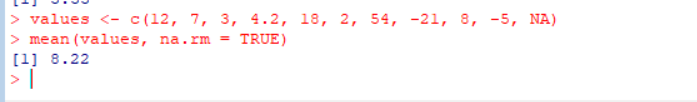 > values <- c(12, 7, 3, 4.2, 18, 2, 54, -21, 8, -5, NA)
> mean(values, na.rm = TRUE)
[1] 8.22
>